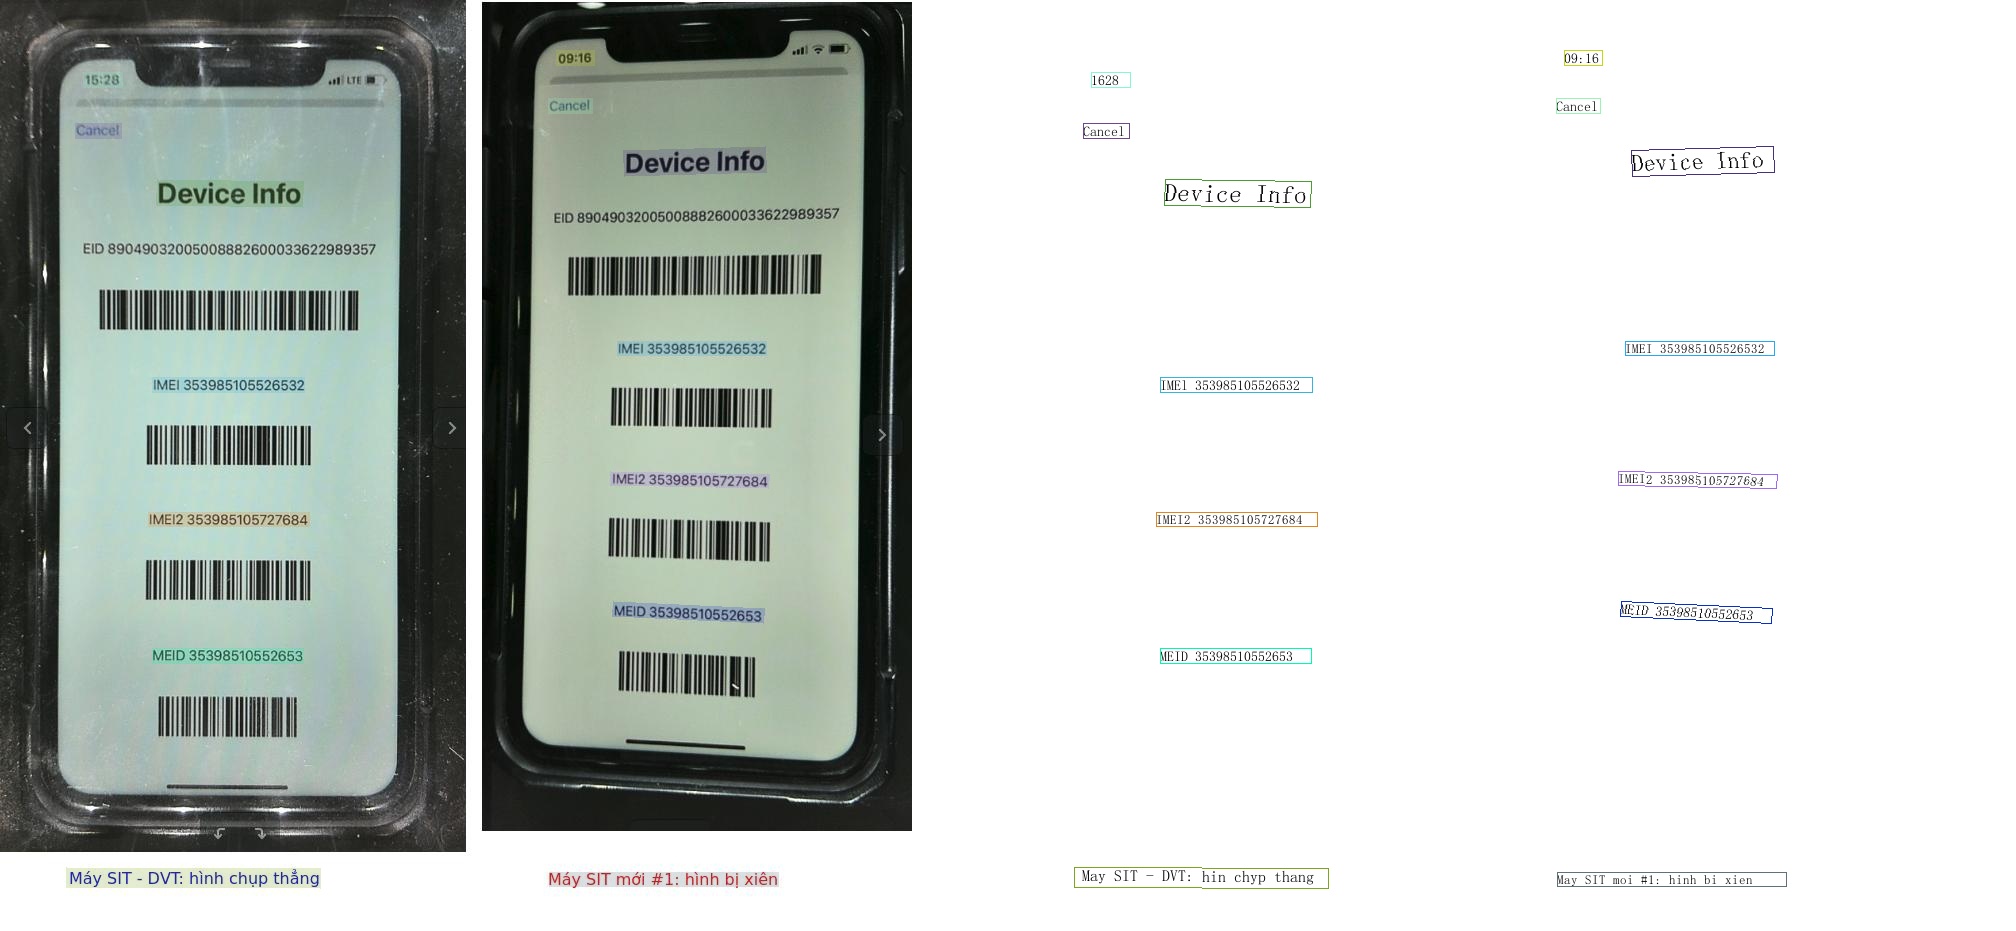 15:28
LTE
Cancel
Device Info
EID 89049032005008882600033622989357
IMEI 353985105526532
IMEI2 353985105727684
MEID 35398510552653
Máy SIT - DVT: hình chụp thẳng
09:16
Cancel
Device Info
EID 89049032005008882600033622989357
IMEI 353985105526532
IMEI2 353985105727684
MEID 35398510552653
Máy SIT mới #1: hình bị xiên
1628
Cancel
Device Info
IMEl 353985105526532
IMEI2 353985105727684
MEID 35398510552653
May SIT - DVT: hin chyp thang
09:16
Cancel
Device Info
IMEI 353985105526532
IMEI2 353985105727684
MEID 35398510552653
May SIT moi #1: hinh bi xien